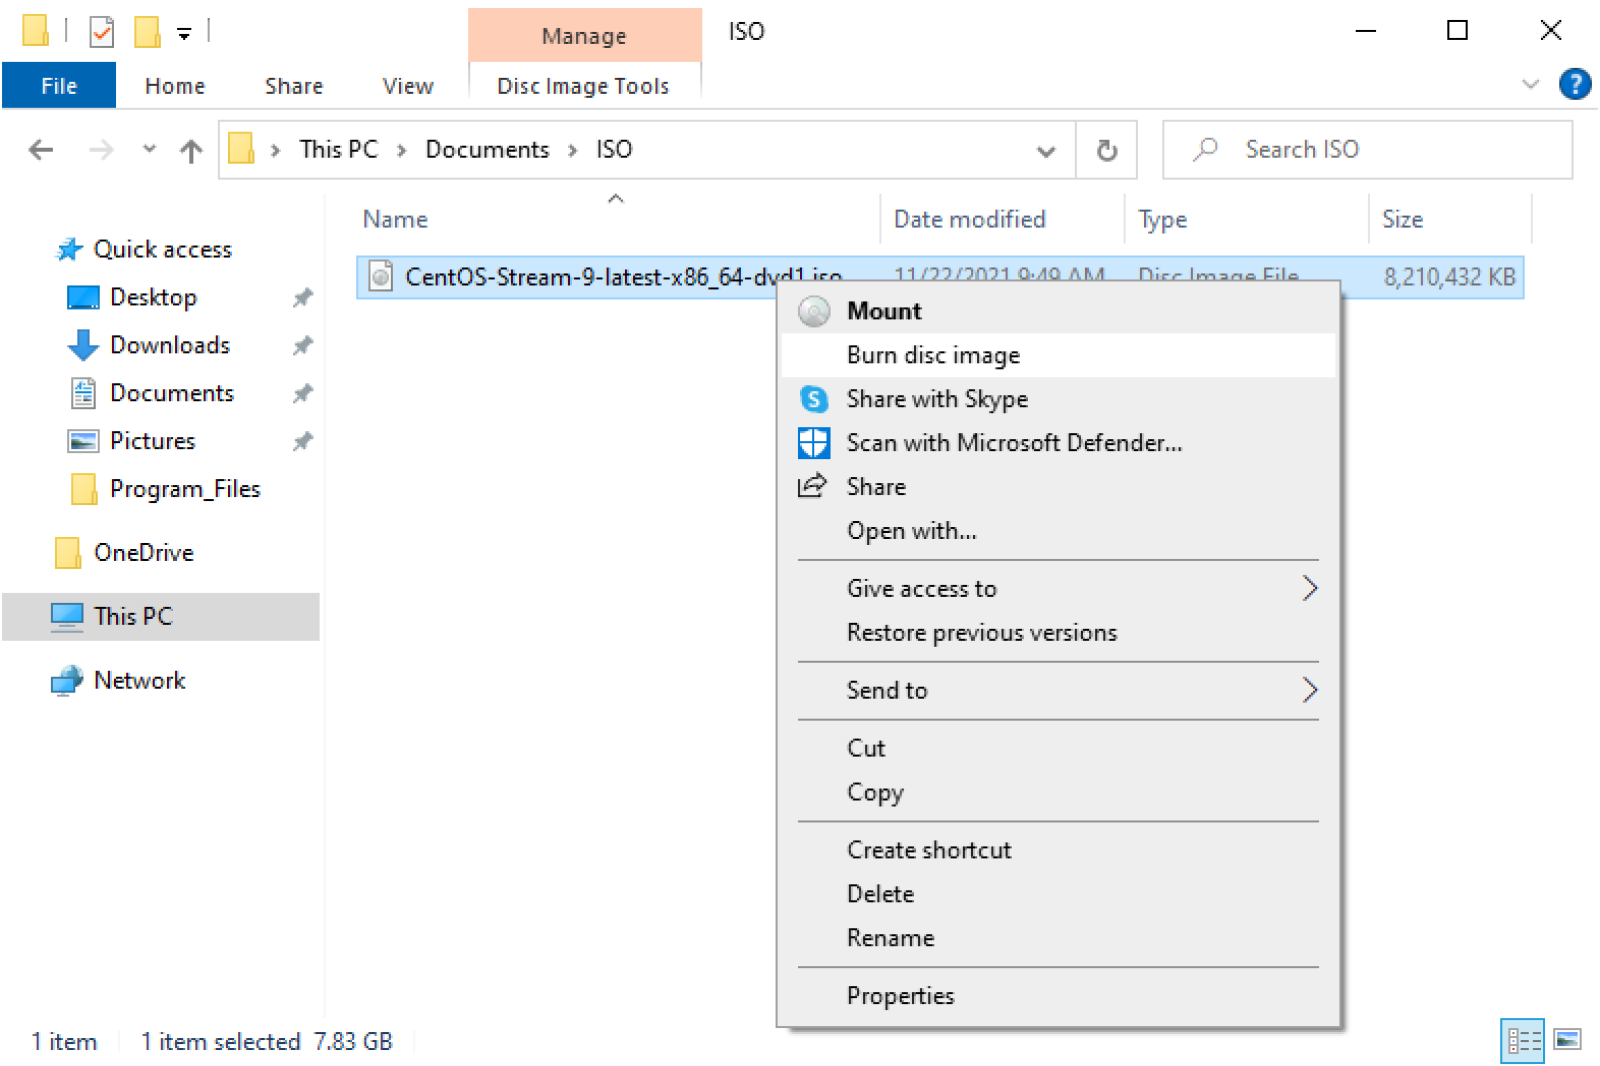 Manage ISO
File Home Share View Disc Image Tools ?
This PC Documents ISO Search ISO
Name Date modified Type Size
Quick access
CentOS-Stream-9-latest-x86_64-dvd1.iso 11/22/2021 9:49 AM Disc Image File 8,210,432 KB
Desktop
Mount
Burn disc image
Downloads
Share with Skype
Documents
Scan with Microsoft Defender...
Pictures
Share
Program_Files
Open with...
OneDrive
Give access to
This PC
Restore previous versions
Network
Send to
Cut
Copy
Create shortcut
Delete
Rename
Properties
1 item 1 item selected 7.83 GB